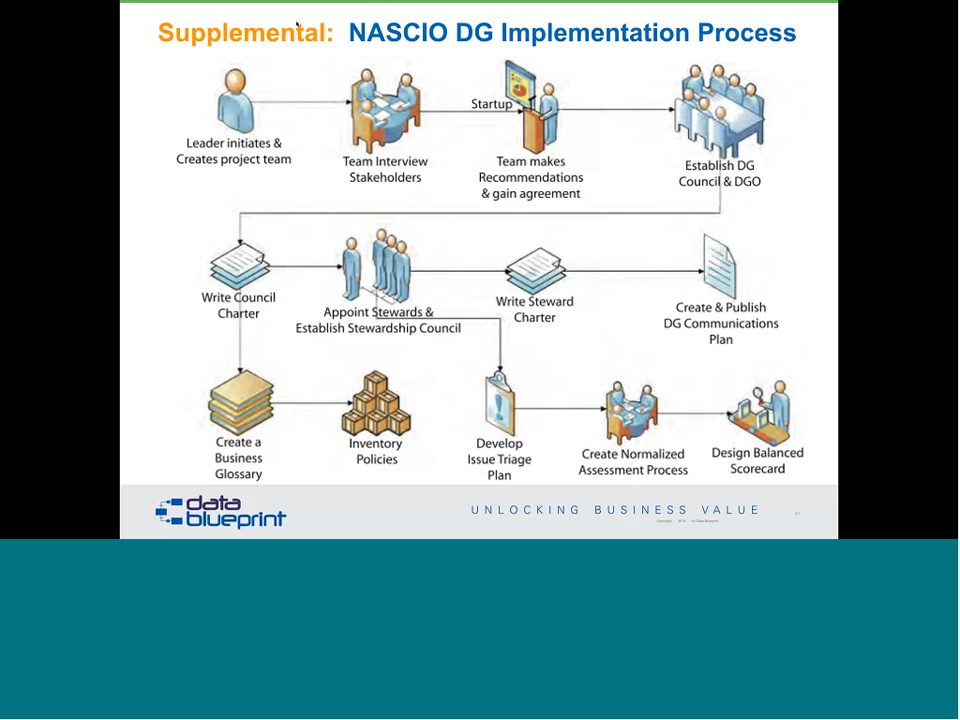 Supplemental: NASCIO DG Implementation Process
Startup
Leader initiates &
Creates project team
Team Interview
Stakeholders
Team makes
Recommendations
& gain agreement
Establish DG
Council & DGO
Write Council
Charter
Appoint Stewards &
Establish Stewardship Council
Write Steward
Charter
Create & Publish
DG Communications
Plan
Create a
Business
Glossary
Inventory
Policies
Develop
Issue Triage
Plan
Create Normalized
Assessment Process
Design Balanced
Scorecard
data
blueprint
UNLOCKING BUSINESS VALUE